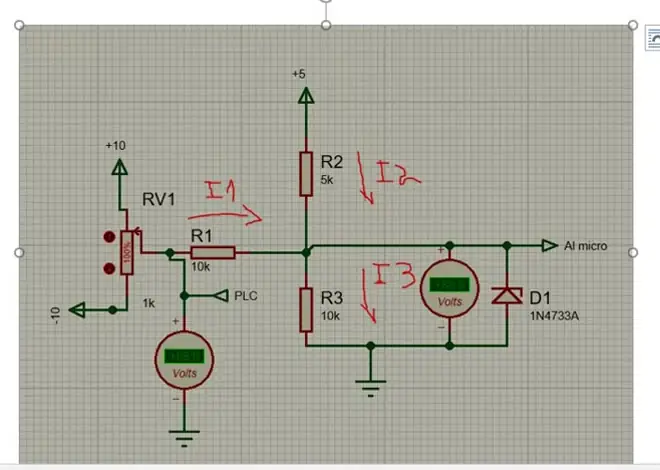 +5
+10
RV1
I1
R2
5k
I2
R1
10k
Al micro
100%
I3
-10
1k
PLC
R3
10k
+
Volts
-
D1
1N4733A
+
Volts
-